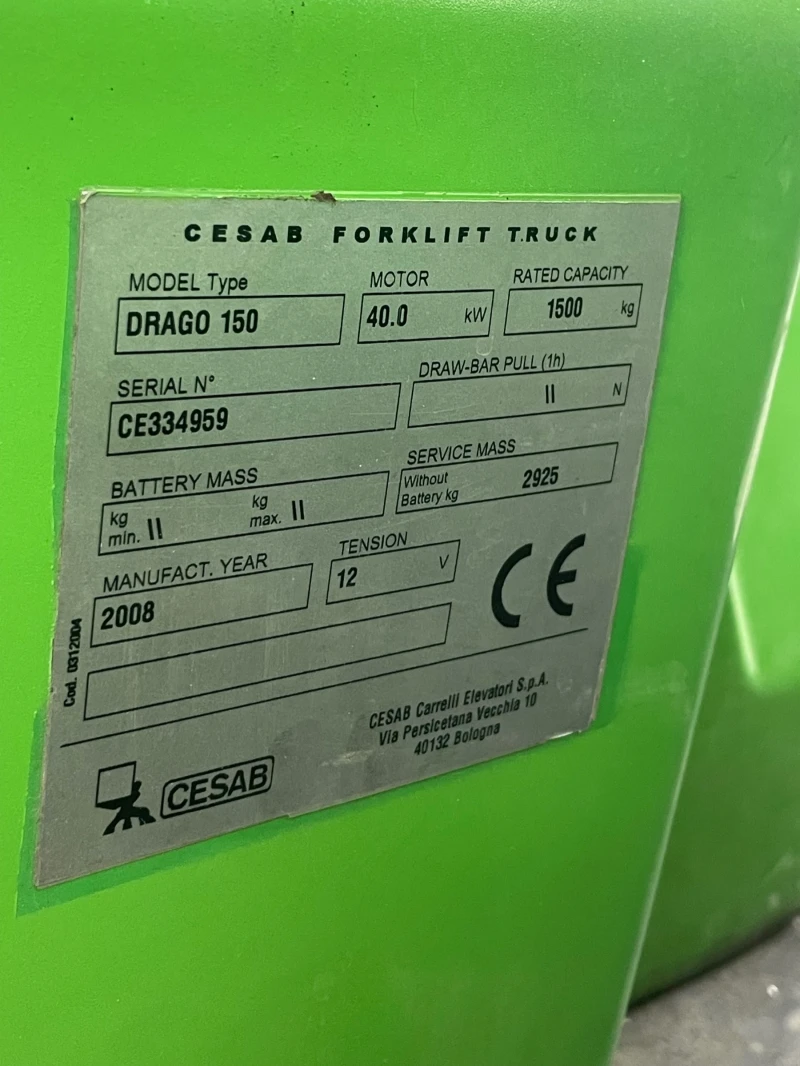 CESAB FORKLIFT T.RUCK
MODEL Type
DRAGO 150
MOTOR
40.0 kW
RATED CAPACITY
1500 kg
SERIAL N°
CE334959
DRAW-BAR PULL (1h)
II N
BATTERY MASS
kg min. II kg max. II
SERVICE MASS
Without Battery kg 2925
MANUFACT. YEAR
2008
TENSION
12 V
CE
Cod. 0312004
CESAB Carrelli Elevatori S.p.A.
Via Persicetana Vecchia 10
40132 Bologna
CESAB